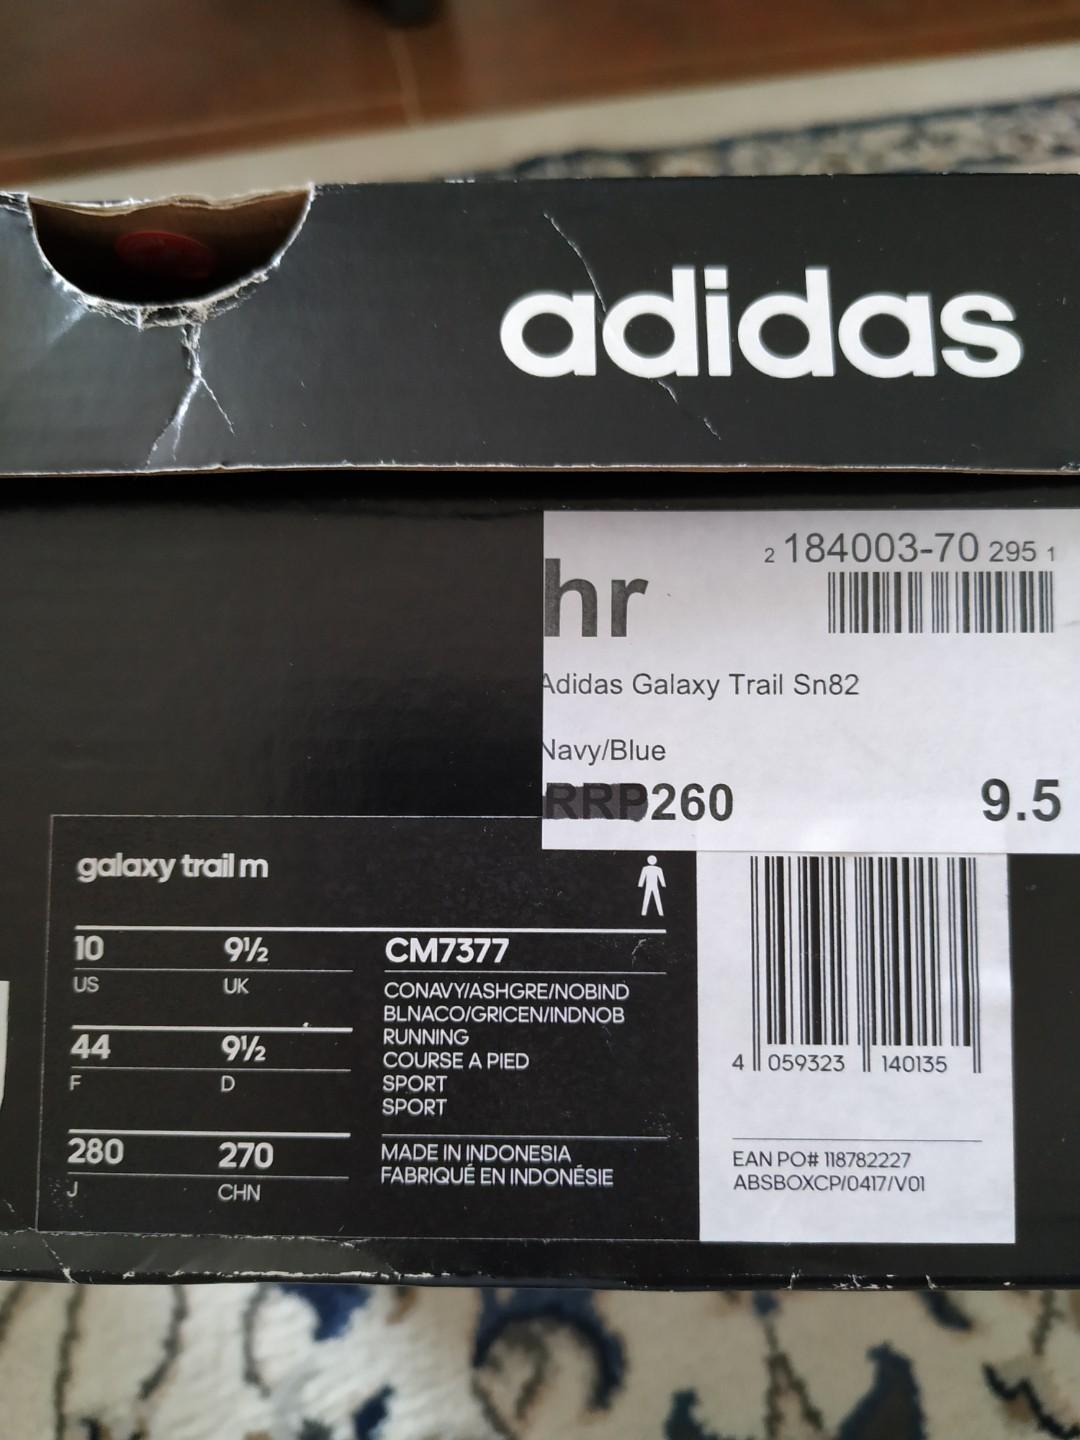 adidas
2 184003-70 295 1
hr
Adidas Galaxy Trail Sn82
Navy/Blue
RRP260 9.5
galaxy trail m
10 9½ CM7377
US UK
CONAVY/ASHGRE/NOBIND
BLNACO/GRICEN/INDNOB
RUNNING
44 9½
COURSE A PIED
F D
SPORT
SPORT
280 270
J CHN
MADE IN INDONESIA
FABRIQUÉ EN INDONÉSIE
4 059323 140135
EAN PO# 118782227
ABSBOXCP/0417/V01